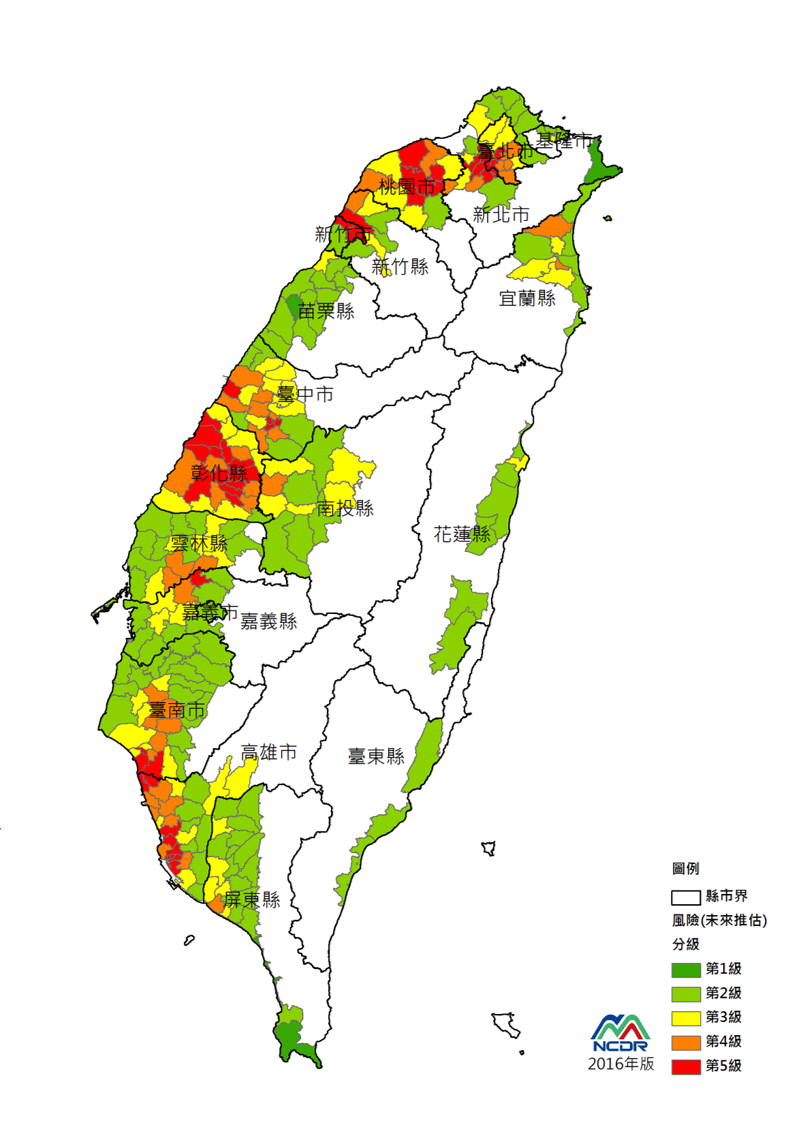 基隆市
臺北市
桃園市
新北市
新竹市
新竹縣
宜蘭縣
苗栗縣
臺中市
彰化縣
南投縣
花蓮縣
雲林縣
嘉義市
嘉義縣
臺南市
高雄市
臺東縣
屏東縣
圖例
縣市界
風險(未來推估)
分級
第1級
第2級
第3級
第4級
第5級
NCDR
2016年版